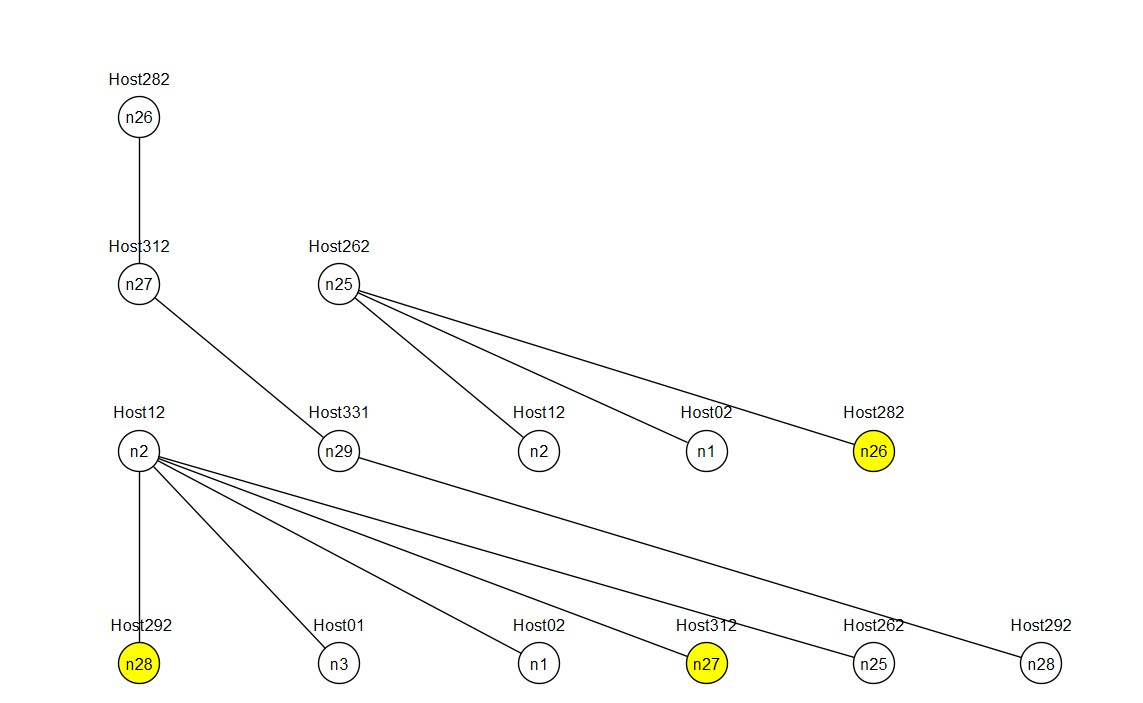 Host282
n26
Host312
Host262
n27
n25
Host12
Host331
Host12
Host02
Host282
n2
n29
n2
n1
n26
Host292
Host01
Host02
Host312
Host262
Host292
n28
n3
n1
n27
n25
n28